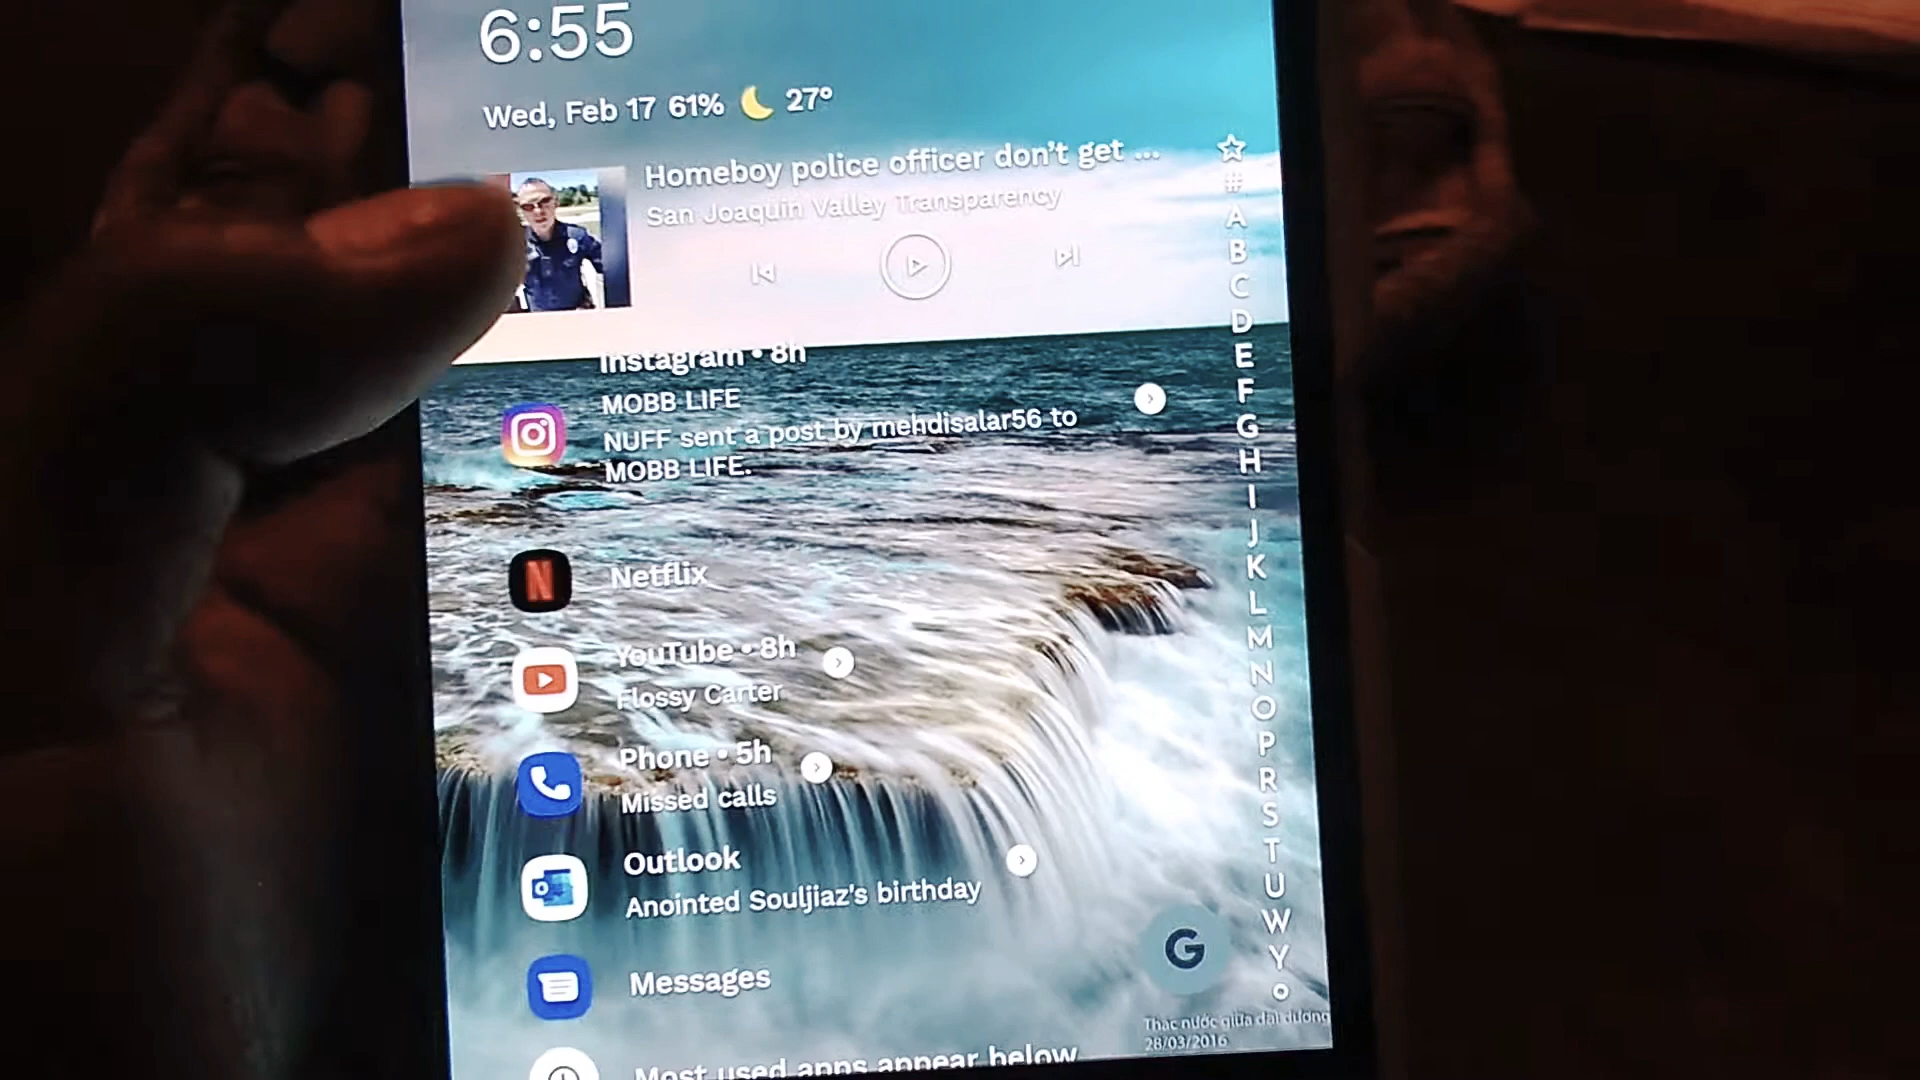 6:55
Wed, Feb 17 61% 27°
Homeboy police officer don't get ...
San Joaquin Valley Transparency
☆
#
A
B
C
D
E
F
G
H
I
J
K
L
M
N
O
P
R
S
T
U
W
Y
Instagram • 8h
MOBB LIFE
NUFF sent a post by mehdisalar56 to
MOBB LIFE.
N
Netflix
YouTube • 8h
Flossy Carter
Phone • 5h
Missed calls
Outlook
Anointed Souljiaz's birthday
G
Messages
Thác nước giữa đại dương
28/03/2016
Most used apps appear below